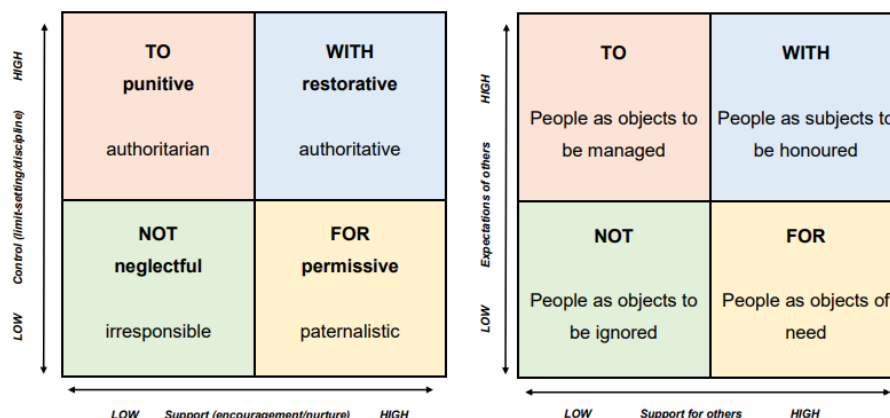 HIGH
Control (limit-setting/discipline)
LOW
TO
punitive
authoritarian
WITH
restorative
authoritative
NOT
neglectful
irresponsible
FOR
permissive
paternalistic
LOW Support (encouragement/nurture) HIGH
HIGH
Expectations of others
LOW
TO
People as objects to
be managed
WITH
People as subjects to
be honoured
NOT
People as objects to
be ignored
FOR
People as objects of
need
LOW Support for others HIGH